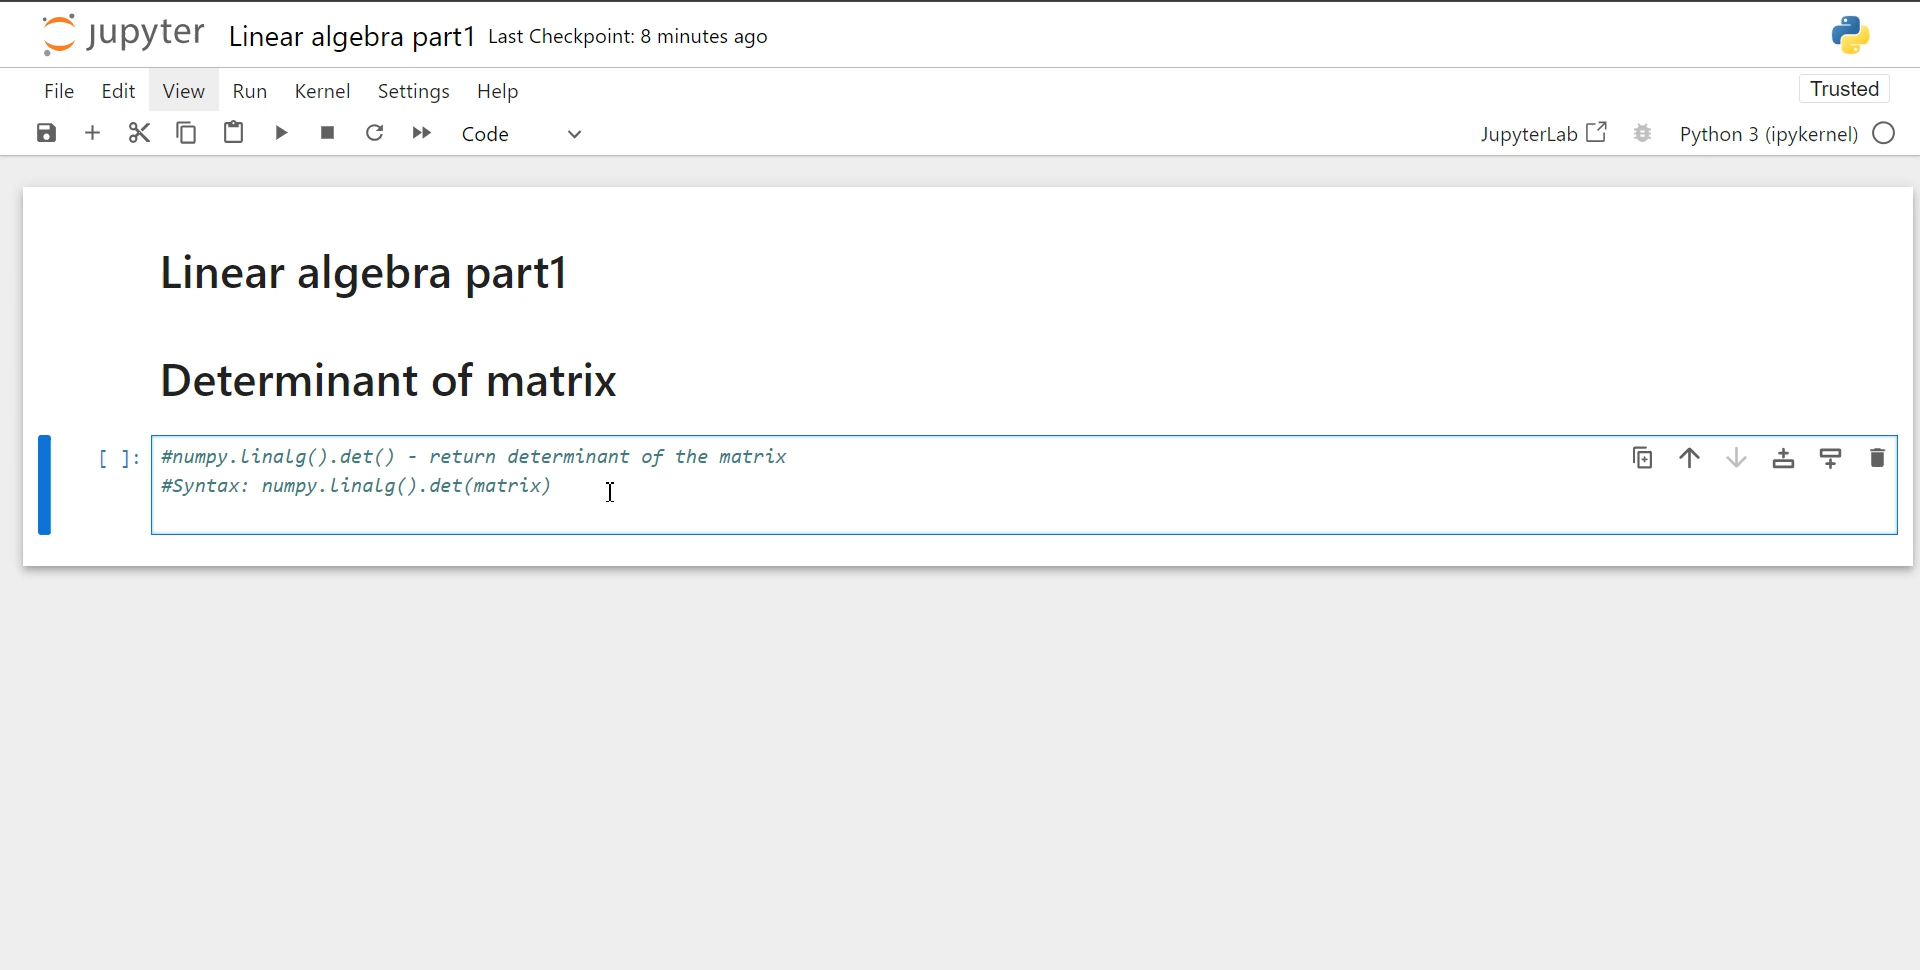 jupyter Linear algebra part1 Last Checkpoint: 8 minutes ago
File Edit View Run Kernel Settings Help Trusted
Code JupyterLab Python 3 (ipykernel)
Linear algebra part1
Determinant of matrix
[ ]: #numpy.linalg().det() - return determinant of the matrix
#Syntax: numpy.linalg().det(matrix)